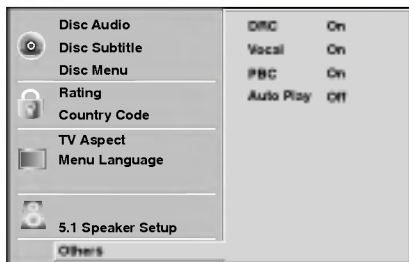 Disc Audio
Disc Subtitle
Disc Menu
Rating
Country Code
TV Aspect
Menu Language
5.1 Speaker Setup
Others
DRC On
Vocal On
PBC On
Auto Play Off